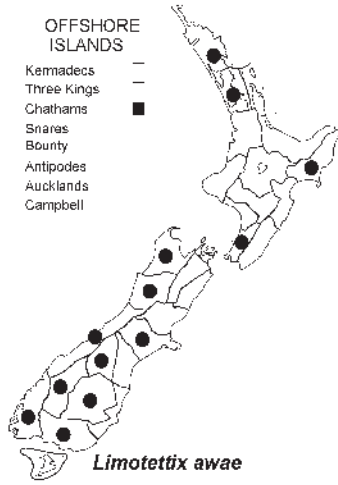 OFFSHORE
ISLANDS
Kermadecs —
Three Kings —
Chathams ■
Snares
Bounty
Antipodes
Aucklands
Campbell
Limotettix awae